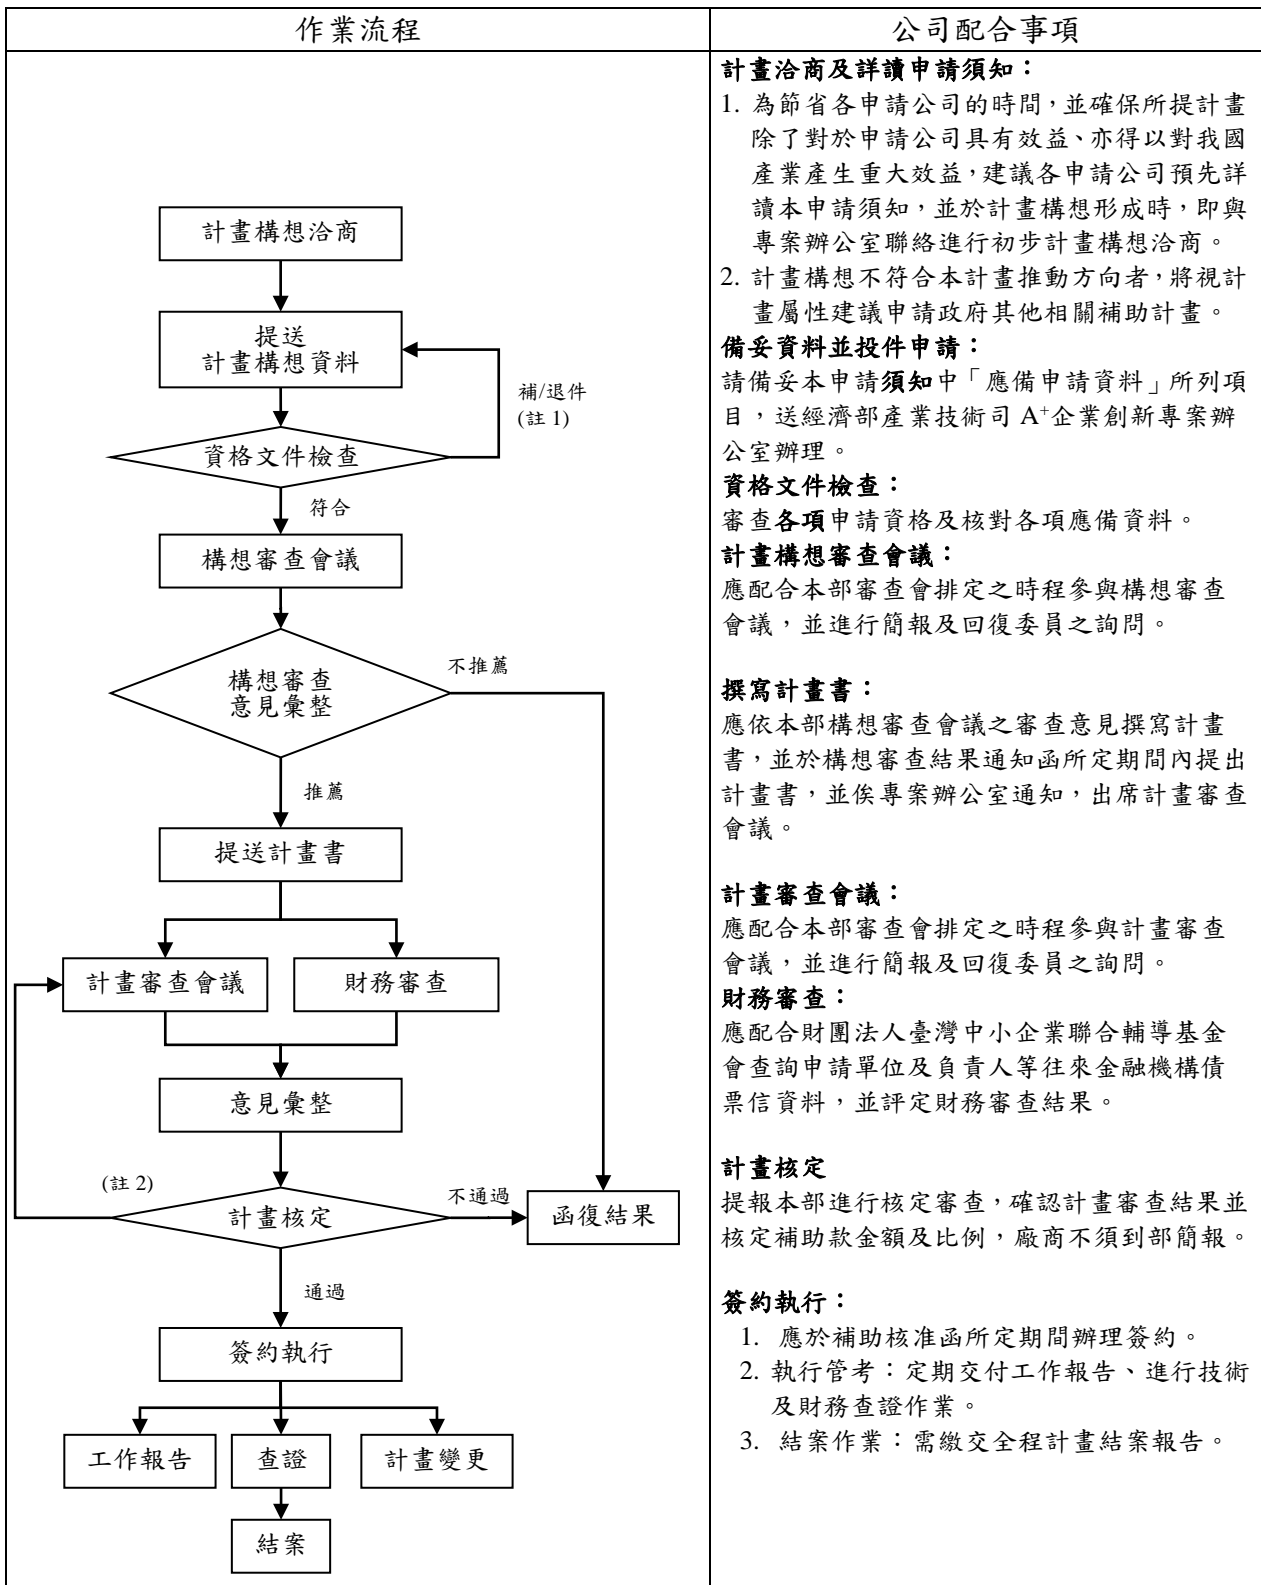 作業流程
公司配合事項
計畫構想洽商
提送
計畫構想資料
補/退件
(註 1)
資格文件檢查
符合
構想審查會議
構想審查
意見彙整
不推薦
推薦
提送計畫書
計畫審查會議
財務審查
意見彙整
(註 2)
計畫核定
不通過
函復結果
通過
簽約執行
工作報告
查證
計畫變更
結案
計畫洽商及詳讀申請須知：
1. 為節省各申請公司的時間，並確保所提計畫
除了對於申請公司具有效益、亦得以對我國
產業產生重大效益，建議各申請公司預先詳
讀本申請須知，並於計畫構想形成時，即與
專案辦公室聯絡進行初步計畫構想洽商。
2. 計畫構想不符合本計畫推動方向者，將視計
畫屬性建議申請政府其他相關補助計畫。
備妥資料並投件申請：
請備妥本申請須知中「應備申請資料」所列項
目，送經濟部產業技術司 A⁺企業創新專案辦
公室辦理。
資格文件檢查：
審查各項申請資格及核對各項應備資料。
計畫構想審查會議：
應配合本部審查會排定之時程參與構想審查
會議，並進行簡報及回復委員之詢問。
撰寫計畫書：
應依本部構想審查會議之審查意見撰寫計畫
書，並於構想審查結果通知函所定期間內提出
計畫書，並俟專案辦公室通知，出席計畫審查
會議。
計畫審查會議：
應配合本部審查會排定之時程參與計畫審查
會議，並進行簡報及回復委員之詢問。
財務審查：
應配合財團法人臺灣中小企業聯合輔導基金
會查詢申請單位及負責人等往來金融機構債
票信資料，並評定財務審查結果。
計畫核定
提報本部進行核定審查，確認計畫審查結果並
核定補助款金額及比例，廠商不須到部簡報。
簽約執行：
1. 應於補助核准函所定期間辦理簽約。
2. 執行管考：定期交付工作報告、進行技術
及財務查證作業。
3. 結案作業：需繳交全程計畫結案報告。